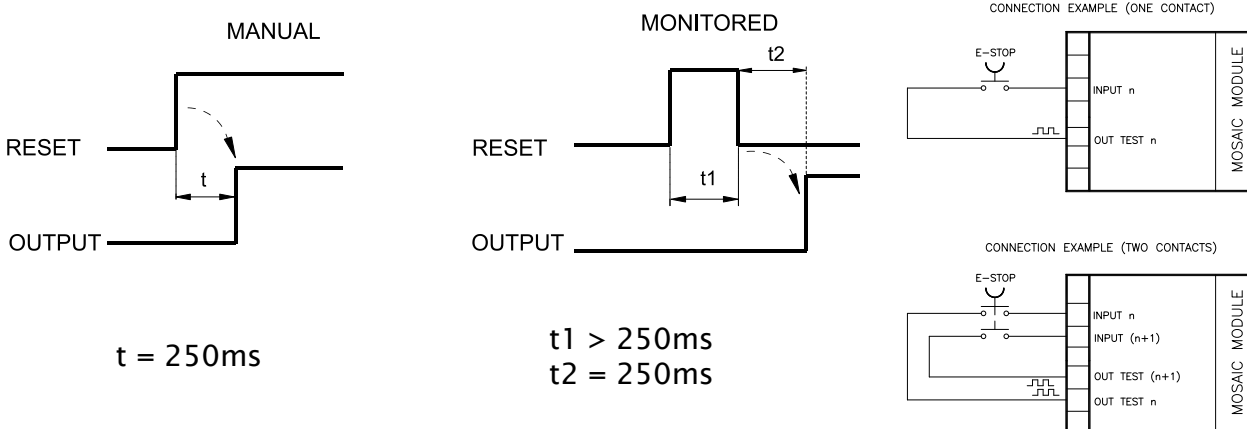 MANUAL
RESET
t
OUTPUT
t = 250ms
MONITORED
t2
RESET
t1
OUTPUT
t1 > 250ms
t2 = 250ms
CONNECTION EXAMPLE (ONE CONTACT)
E-STOP
INPUT n
OUT TEST n
MOSAIC MODULE
CONNECTION EXAMPLE (TWO CONTACTS)
E-STOP
INPUT n
INPUT (n+1)
OUT TEST (n+1)
OUT TEST n
MOSAIC MODULE